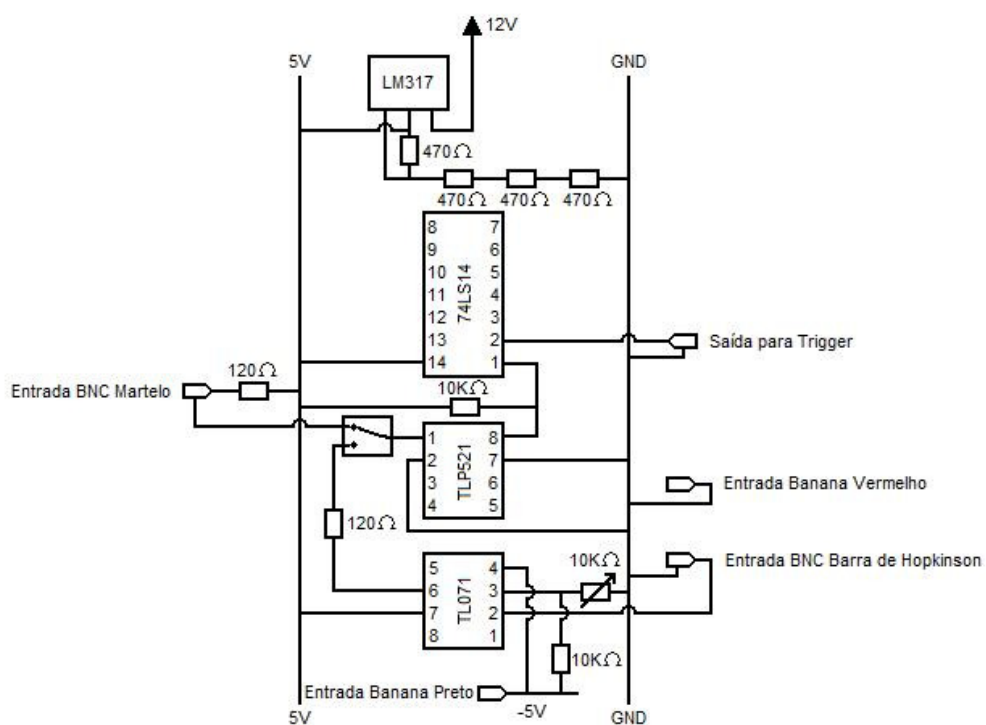 12V
5V
GND
LM317
470Ω
470Ω 470Ω 470Ω
8 7
9 6
10 5
11 4
12 3
13 2
14 1
74LS14
Saída para Trigger
120Ω
Entrada BNC Martelo
10KΩ
1 8
2 7
3 6
4 5
TLP521
Entrada Banana Vermelho
120Ω
Entrada BNC Barra de Hopkinson
10KΩ
5 4
6 3
7 2
8 1
TL071
10KΩ
Entrada Banana Preto
-5V
5V
GND